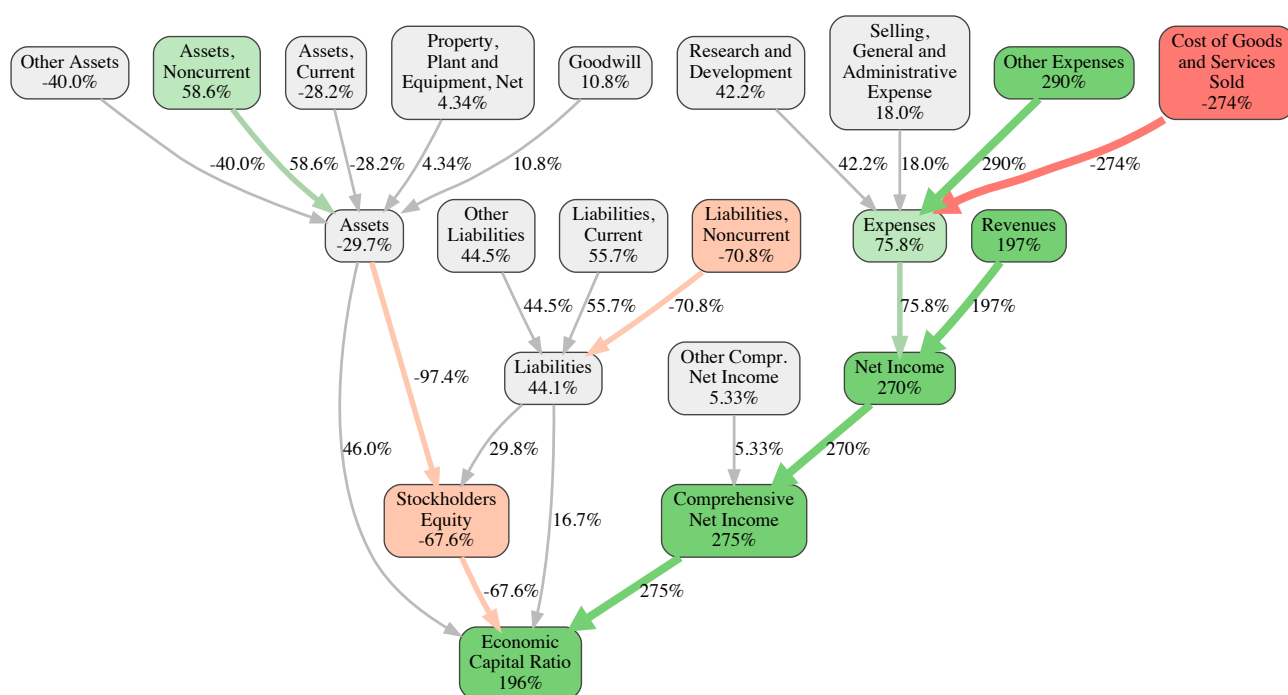 Other Assets
-40.0%
Assets,
Noncurrent
58.6%
Assets,
Current
-28.2%
Property,
Plant and
Equipment, Net
4.34%
Goodwill
10.8%
Research and
Development
42.2%
Selling,
General and
Administrative
Expense
18.0%
Other Expenses
290%
Cost of Goods
and Services
Sold
-274%
-40.0%
58.6%
-28.2%
4.34%
10.8%
42.2%
18.0%
290%
-274%
Assets
-29.7%
Other
Liabilities
44.5%
Liabilities,
Current
55.7%
Liabilities,
Noncurrent
-70.8%
Expenses
75.8%
Revenues
197%
44.5%
55.7%
-70.8%
75.8%
197%
-97.4%
Liabilities
44.1%
Other Compr.
Net Income
5.33%
Net Income
270%
46.0%
29.8%
5.33%
270%
Stockholders
Equity
-67.6%
16.7%
Comprehensive
Net Income
275%
-67.6%
275%
Economic
Capital Ratio
196%